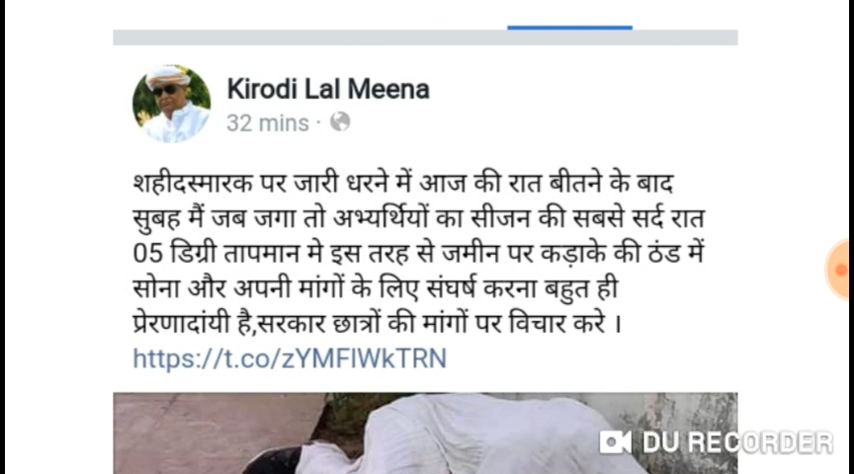 Kirodi Lal Meena
32 mins ·
शहीदस्मारक पर जारी धरने में आज की रात बीतने के बाद
सुबह मैं जब जगा तो अभ्यर्थियों का सीजन की सबसे सर्द रात
05 डिग्री तापमान मे इस तरह से जमीन पर कड़ाके की ठंड में
सोना और अपनी मांगों के लिए संघर्ष करना बहुत ही
प्रेरणादांयी है,सरकार छात्रों की मांगों पर विचार करे ।
https://t.co/zYMFlWkTRN
DU RECORDER